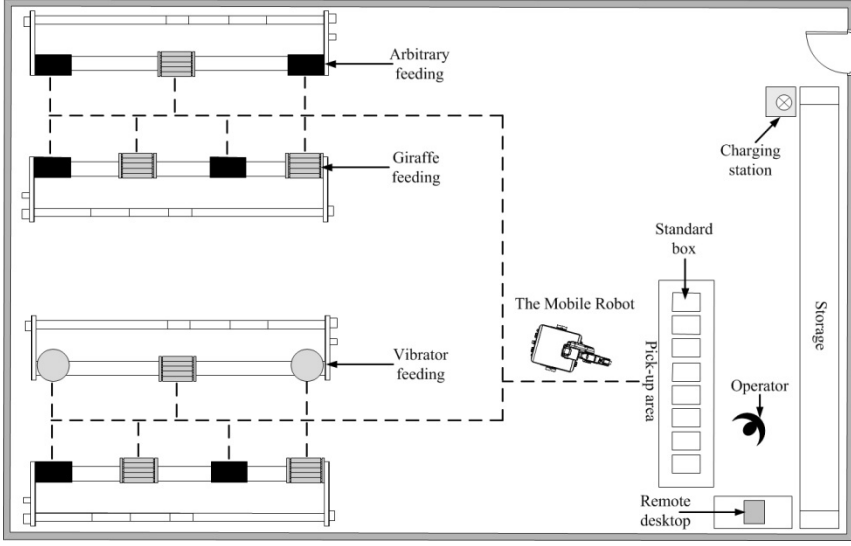 Arbitrary
feeding
Giraffe
feeding
Charging
station
Standard
box
The Mobile Robot
Pick-up area
Storage
Vibrator
feeding
Operator
Remote
desktop